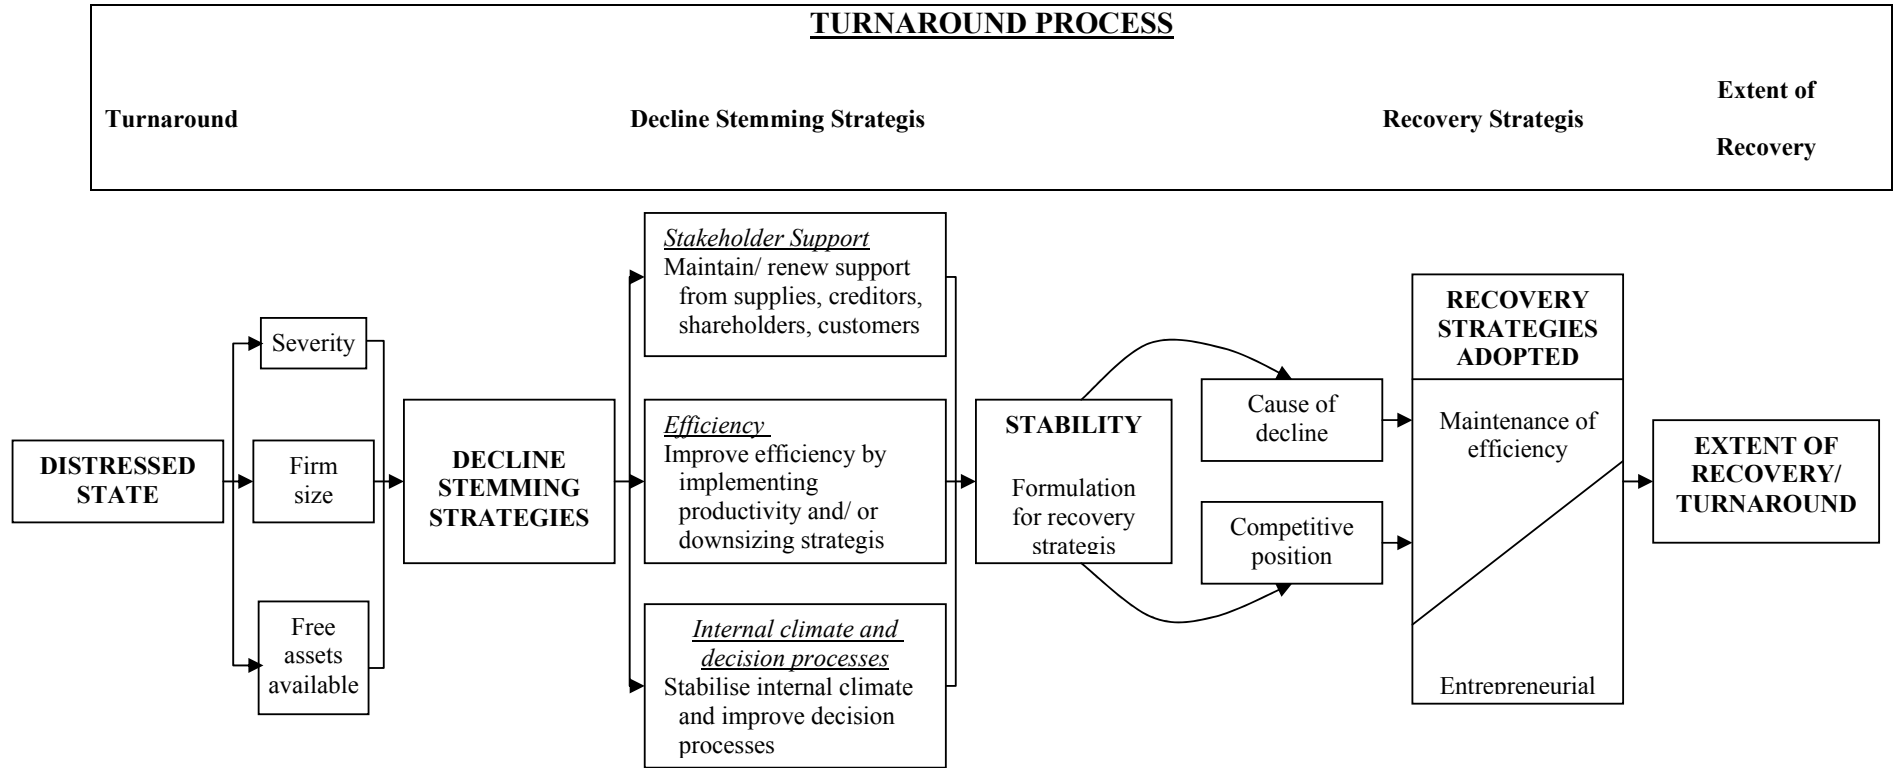 TURNAROUND PROCESS
Turnaround
Decline Stemming Strategis
Recovery Strategis
Extent of
Recovery
DISTRESSED
STATE
Severity
Firm
size
Free
assets
available
DECLINE
STEMMING
STRATEGIES
Stakeholder Support
Maintain/ renew support
from supplies, creditors,
shareholders, customers
Efficiency
Improve efficiency by
implementing
productivity and/ or
downsizing strategis
Internal climate and
decision processes
Stabilise internal climate
and improve decision
processes
STABILITY
Formulation
for recovery
strategis
Cause of
decline
Competitive
position
RECOVERY
STRATEGIES
ADOPTED
Maintenance of
efficiency
Entrepreneurial
EXTENT OF
RECOVERY/
TURNAROUND